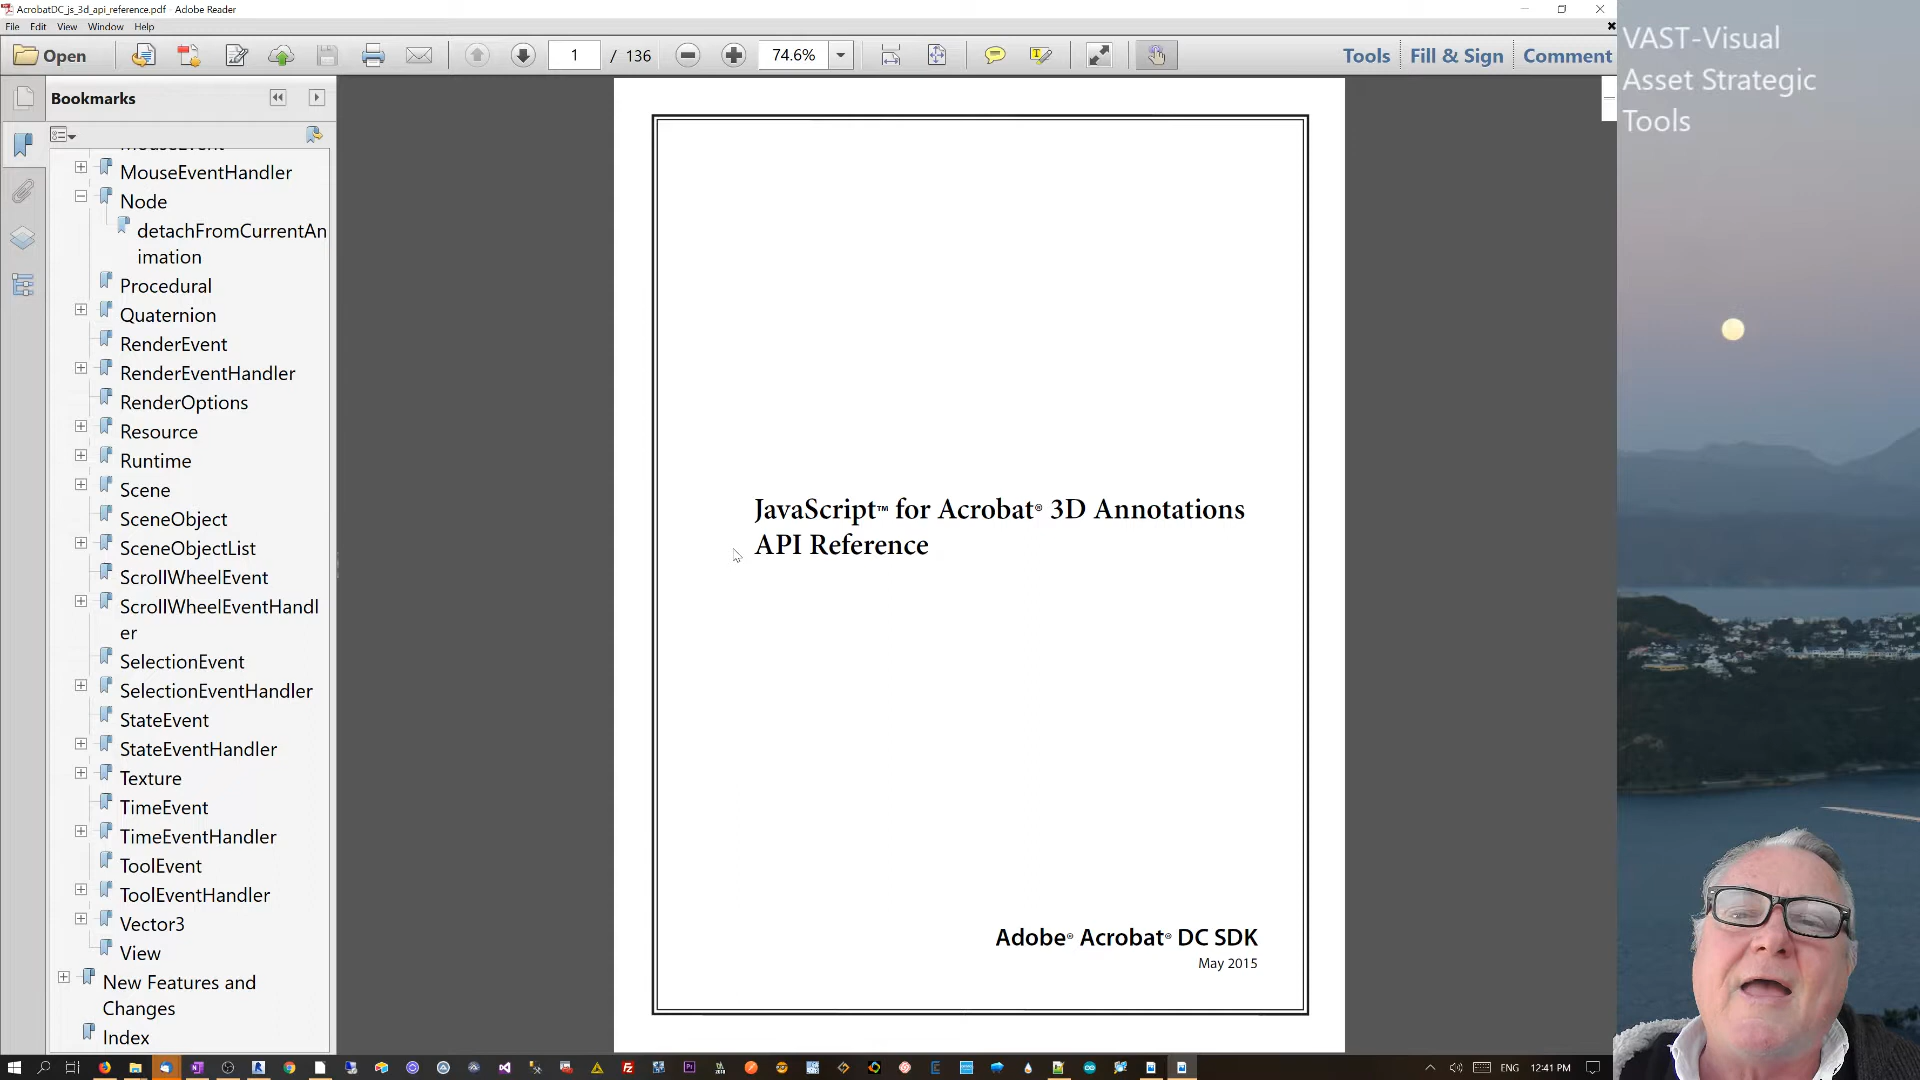 AcrobatDC_js_3d_api_reference.pdf - Adobe Reader
File Edit View Window Help
Open
1 / 136
74.6%
Tools Fill & Sign Comment
Bookmarks
MouseEventHandler
Node
detachFromCurrentAn
imation
Procedural
Quaternion
RenderEvent
RenderEventHandler
RenderOptions
Resource
Runtime
Scene
SceneObject
SceneObjectList
ScrollWheelEvent
ScrollWheelEventHandl
er
SelectionEvent
SelectionEventHandler
StateEvent
StateEventHandler
Texture
TimeEvent
TimeEventHandler
ToolEvent
ToolEventHandler
Vector3
View
New Features and
Changes
Index
JavaScript™ for Acrobat® 3D Annotations
API Reference
Adobe® Acrobat® DC SDK
May 2015
VAST-Visual
Asset Strategic
Tools
ENG 12:41 PM